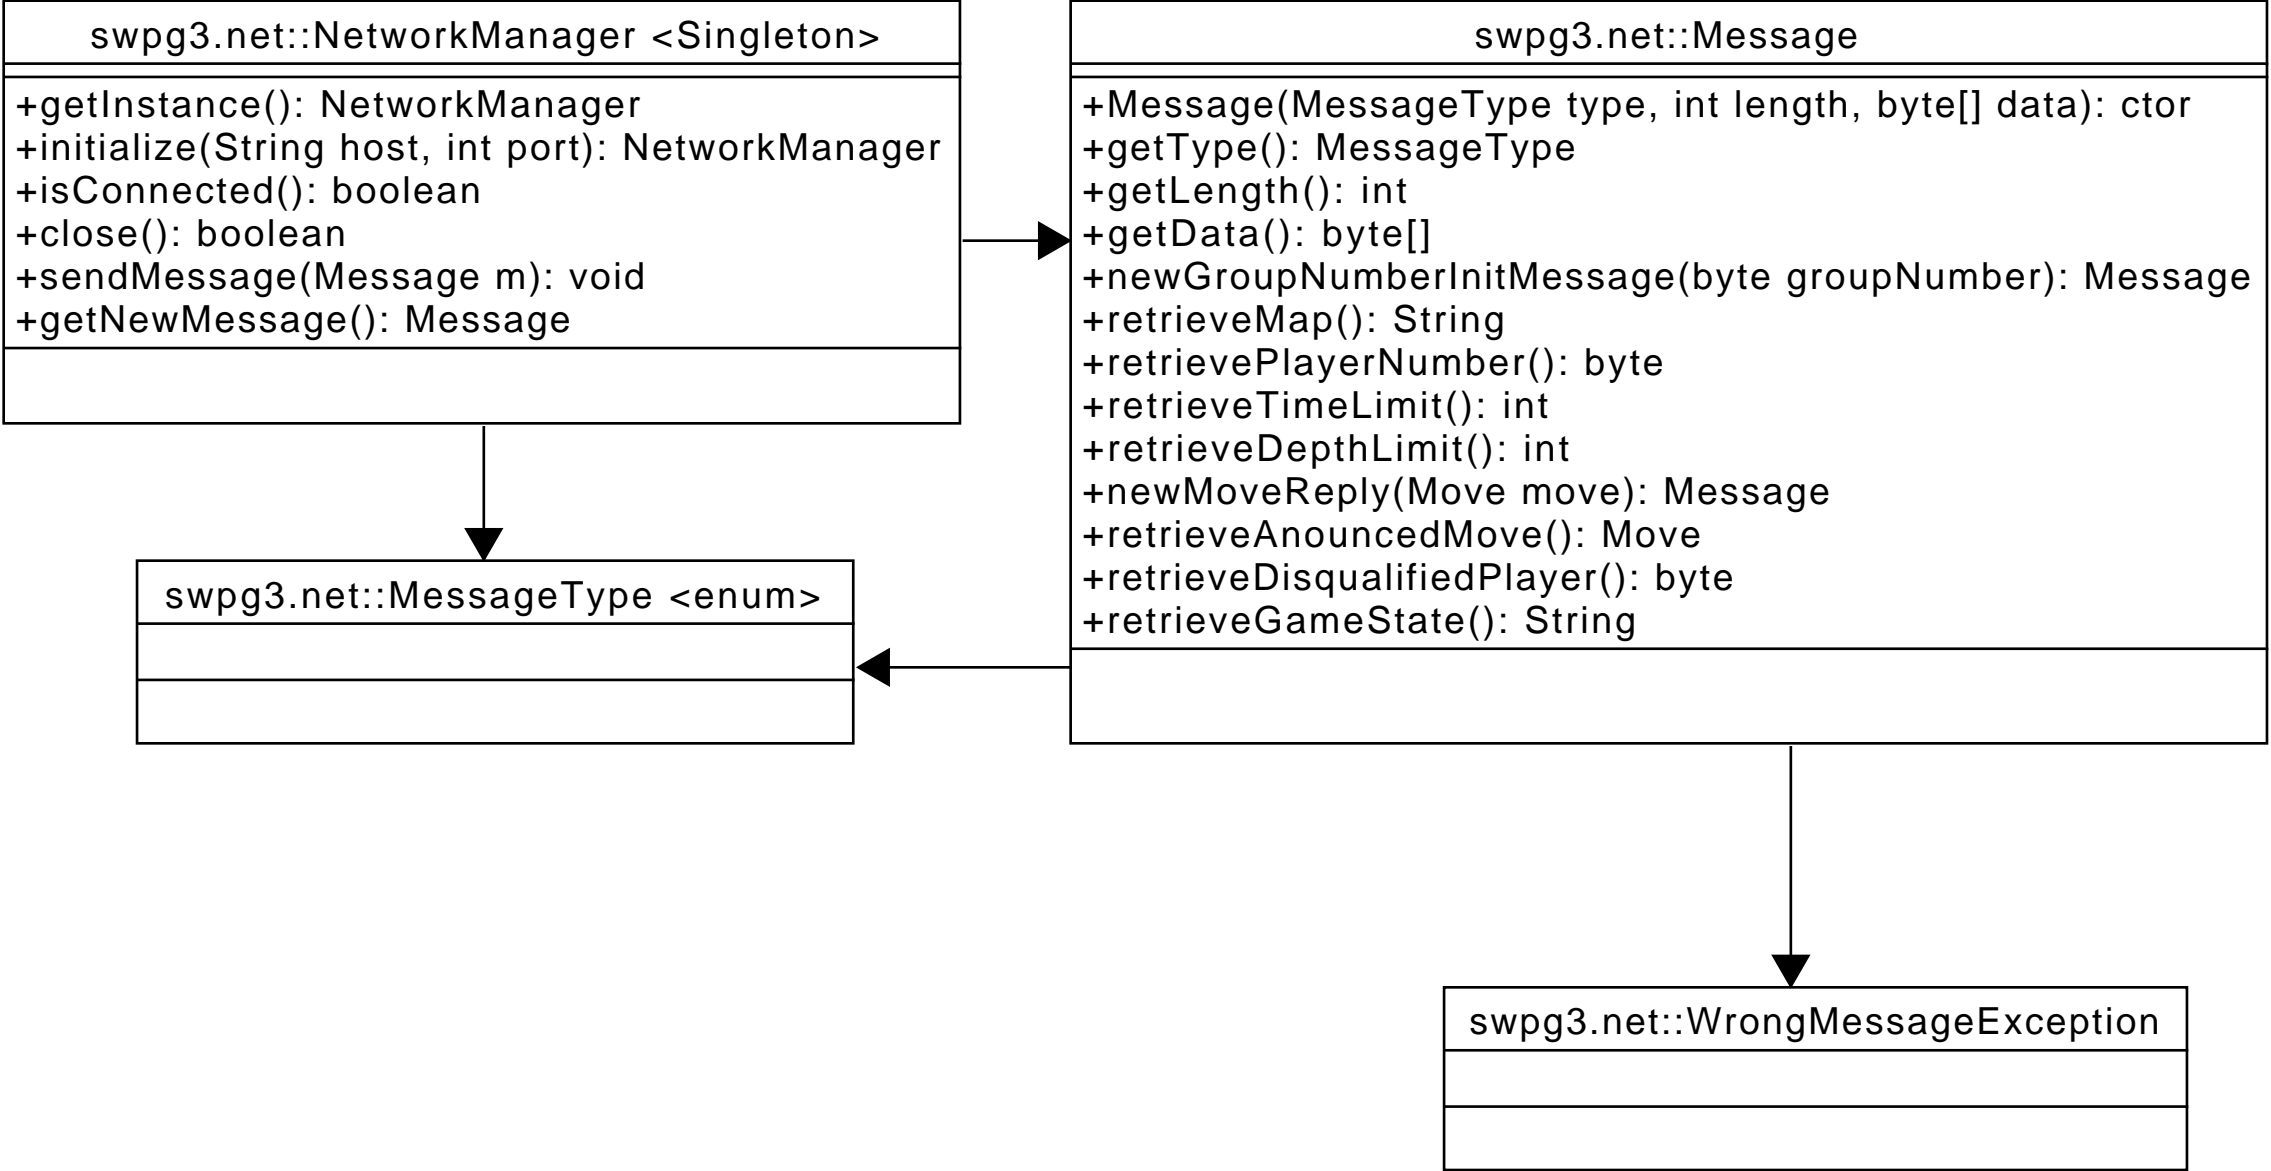 swpg3.net::NetworkManager <Singleton>
+getInstance(): NetworkManager
+initialize(String host, int port): NetworkManager
+isConnected(): boolean
+close(): boolean
+sendMessage(Message m): void
+getNewMessage(): Message
swpg3.net::Message
+Message(MessageType type, int length, byte[] data): ctor
+getType(): MessageType
+getLength(): int
+getData(): byte[]
+newGroupNumberInitMessage(byte groupNumber): Message
+retrieveMap(): String
+retrievePlayerNumber(): byte
+retrieveTimeLimit(): int
+retrieveDepthLimit(): int
+newMoveReply(Move move): Message
+retrieveAnouncedMove(): Move
+retrieveDisqualifiedPlayer(): byte
+retrieveGameState(): String
swpg3.net::MessageType <enum>
swpg3.net::WrongMessageException